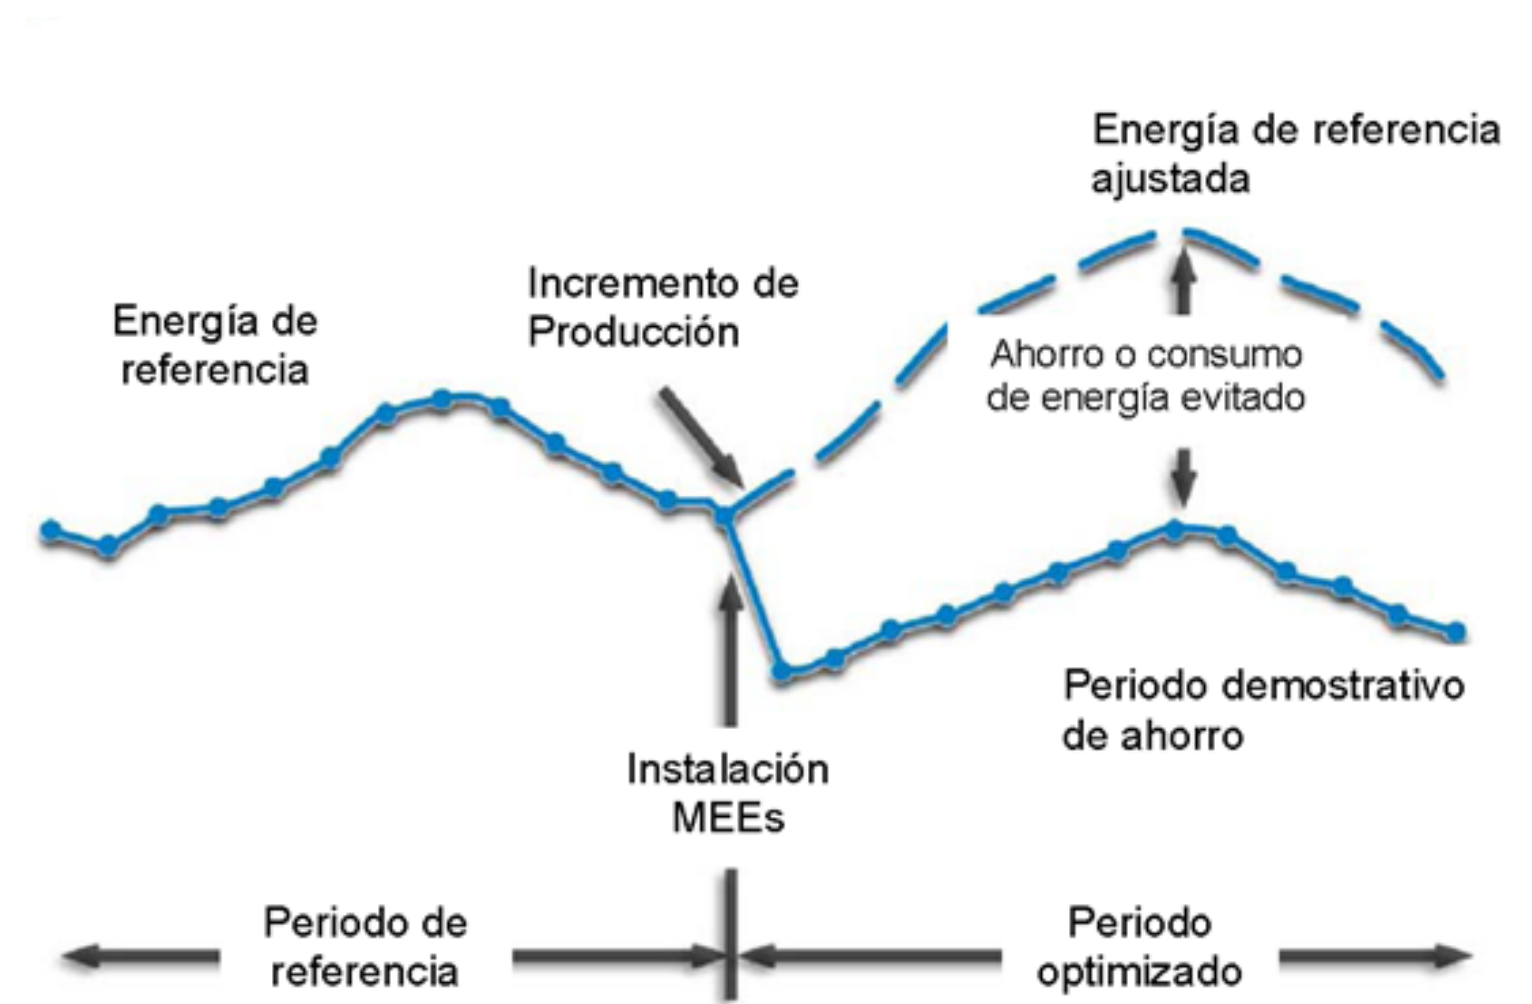 Energía de referencia
ajustada
Incremento de
Producción
Energía de
referencia
Ahorro o consumo
de energía evitado
Periodo demostrativo
de ahorro
Instalación
MEEs
Periodo de
referencia
Periodo
optimizado